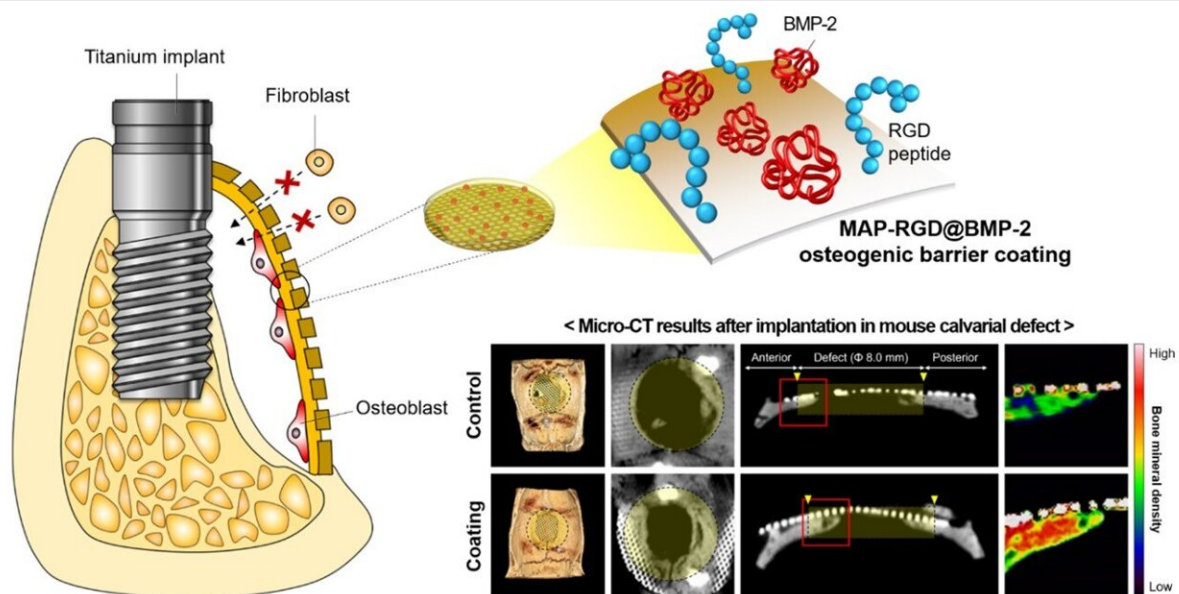 Titanium implant
Fibroblast
Osteoblast
BMP-2
RGD
peptide
MAP-RGD@BMP-2
osteogenic barrier coating
< Micro-CT results after implantation in mouse calvarial defect >
Control
Coating
Anterior
Defect (Φ 8.0 mm)
Posterior
High
Bone mineral density
Low